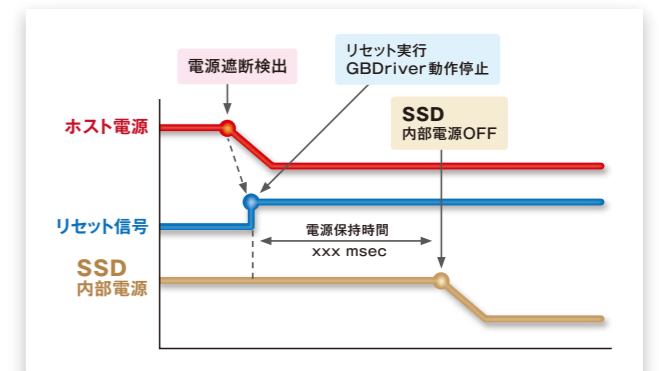 電源遮断検出
リセット実行
GBDriver動作停止
SSD
内部電源OFF
ホスト電源
リセット信号
電源保持時間
xxx msec
SSD
内部電源